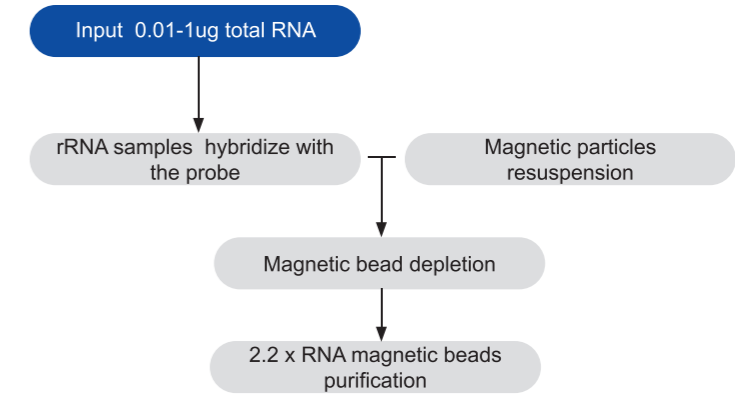 Input 0.01-1ug total RNA
rRNA samples hybridize with
the probe
Magnetic particles
resuspension
Magnetic bead depletion
2.2 x RNA magnetic beads
purification